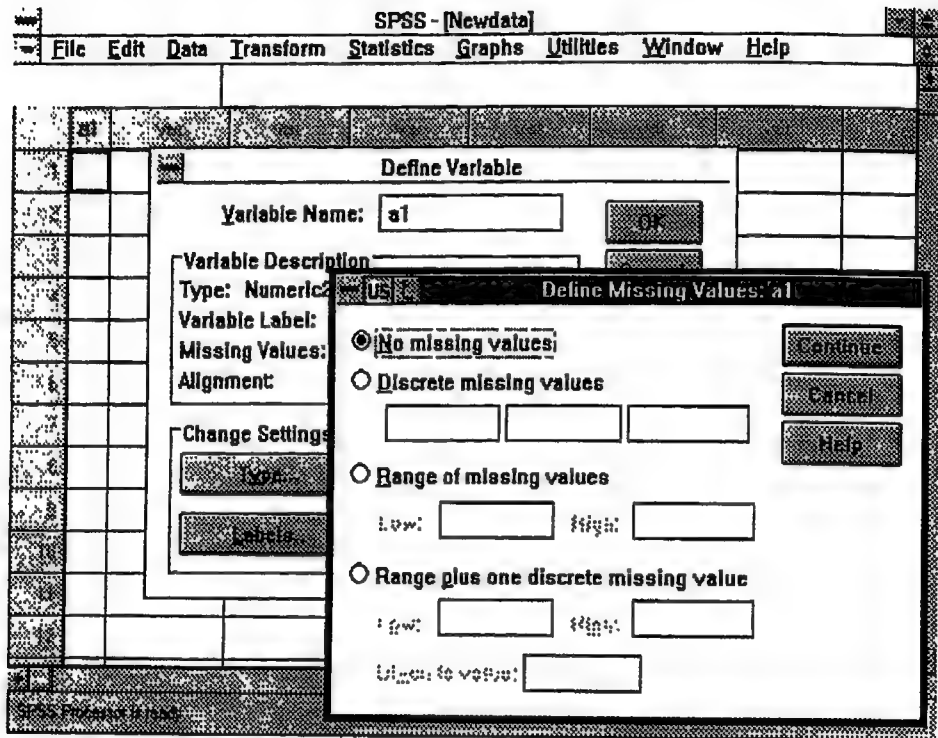 SPSS - [Newdata]
File Edit Data Transform Statistics Graphs Utilities Window Help
a1
Define Variable
Variable Name: a1
OK
Variable Description
Type: Numeric2
Variable Label:
Missing Values:
Alignment:
Change Settings
Type...
Labels...
Define Missing Values: a1
No missing values
Discrete missing values
Range of missing values
Low: High:
Range plus one discrete missing value
Low: High:
Discrete value:
Continue
Cancel
Help
SPSS Processor is ready